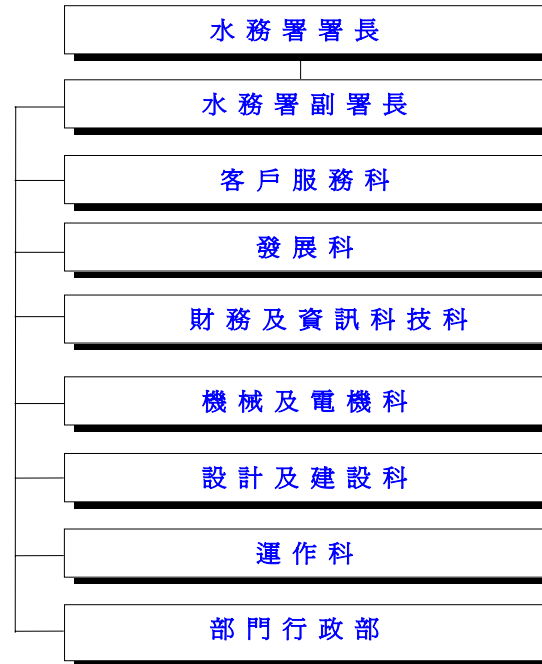 水務署署長
水務署副署長
客戶服務科
發展科
財務及資訊科技科
機械及電機科
設計及建設科
運作科
部門行政部